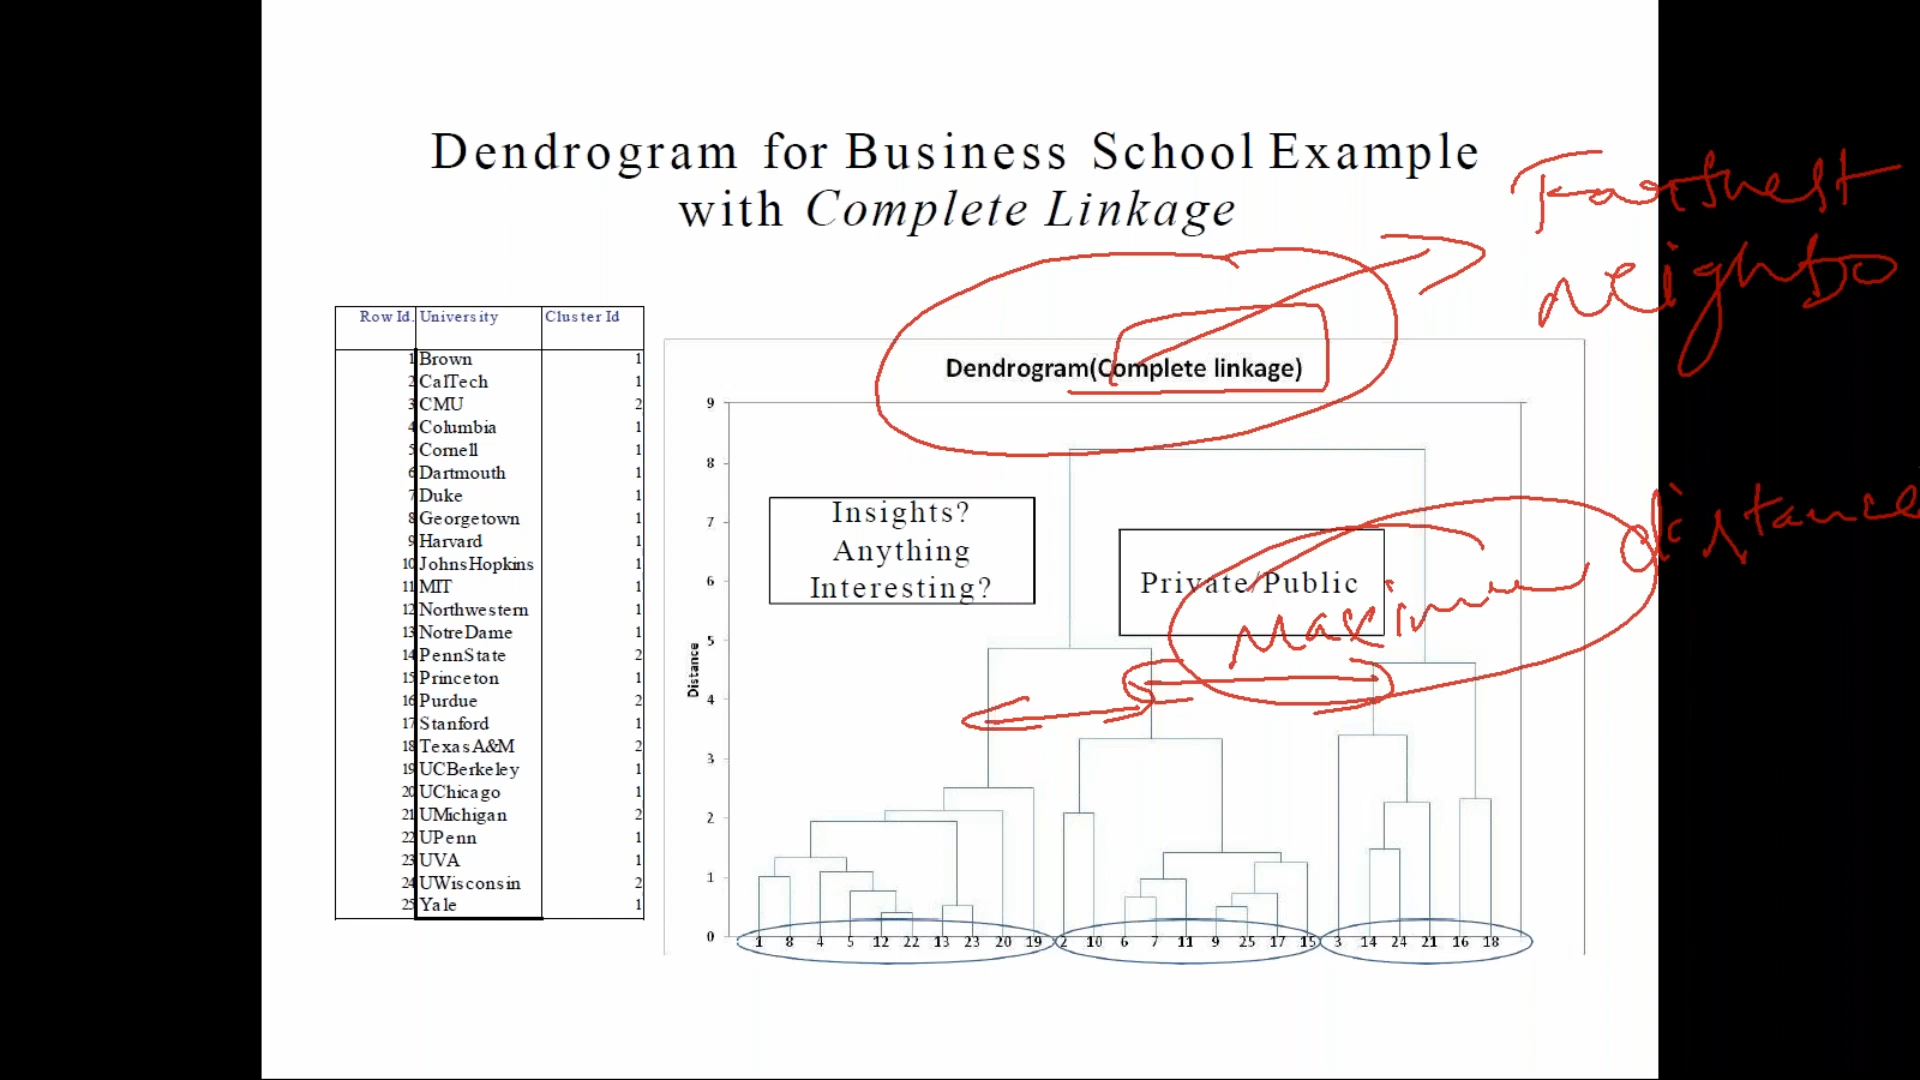 Dendrogram for Business School Example
with Complete Linkage
Farthest
neighbo
Row Id. University Cluster Id
1 Brown 1
2 CalTech 1
3 CMU 2
4 Columbia 1
5 Cornell 1
6 Dartmouth 1
7 Duke 1
8 Georgetown 1
9 Harvard 1
10 JohnsHopkins 1
11 MIT 1
12 Northwestern 1
13 NotreDame 1
14 PennState 2
15 Princeton 1
16 Purdue 2
17 Stanford 1
18 TexasA&M 2
19 UCBerkeley 1
20 UChicago 1
21 UMichigan 2
22 UPenn 1
23 UVA 1
24 UWisconsin 2
25 Yale 1
Dendrogram(Complete linkage)
9
8
7
6
5
4
3
2
1
0
Distance
Insights?
Anything
Interesting?
Private/Public
Maximum distance
1 8 4 5 12 22 13 23 20 19 2 10 6 7 11 9 25 17 15 3 14 24 21 16 18